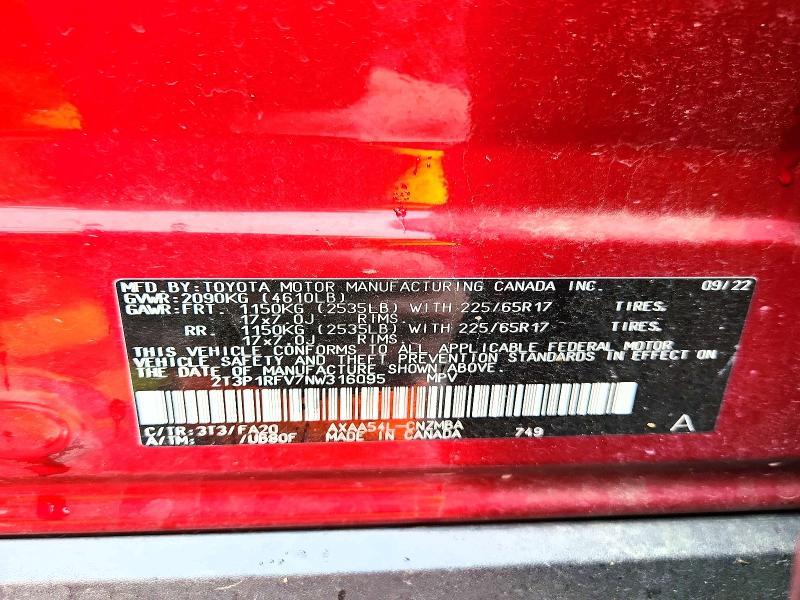 MFD.BY:TOYOTA MOTOR MANUFACTURING CANADA INC. 09/22
GVWR:2090KG (4610LB)
GAWR:FRT. 1150KG (2535LB) WITH 225/65R17 TIRES.
17x7.0J RIMS.
RR. 1150KG (2535LB) WITH 225/65R17 TIRES.
17x7.0J RIMS.
THIS VEHICLE CONFORMS TO ALL APPLICABLE FEDERAL MOTOR
VEHICLE SAFETY AND THEFT PREVENTION STANDARDS IN EFFECT ON
THE DATE OF MANUFACTURE SHOWN ABOVE.
2T3P1RFV7NW316095 MPV
C/TR:3T3/FA20 AXAA54L-CNZMBA 749 A
A/TM: /U680F MADE IN CANADA